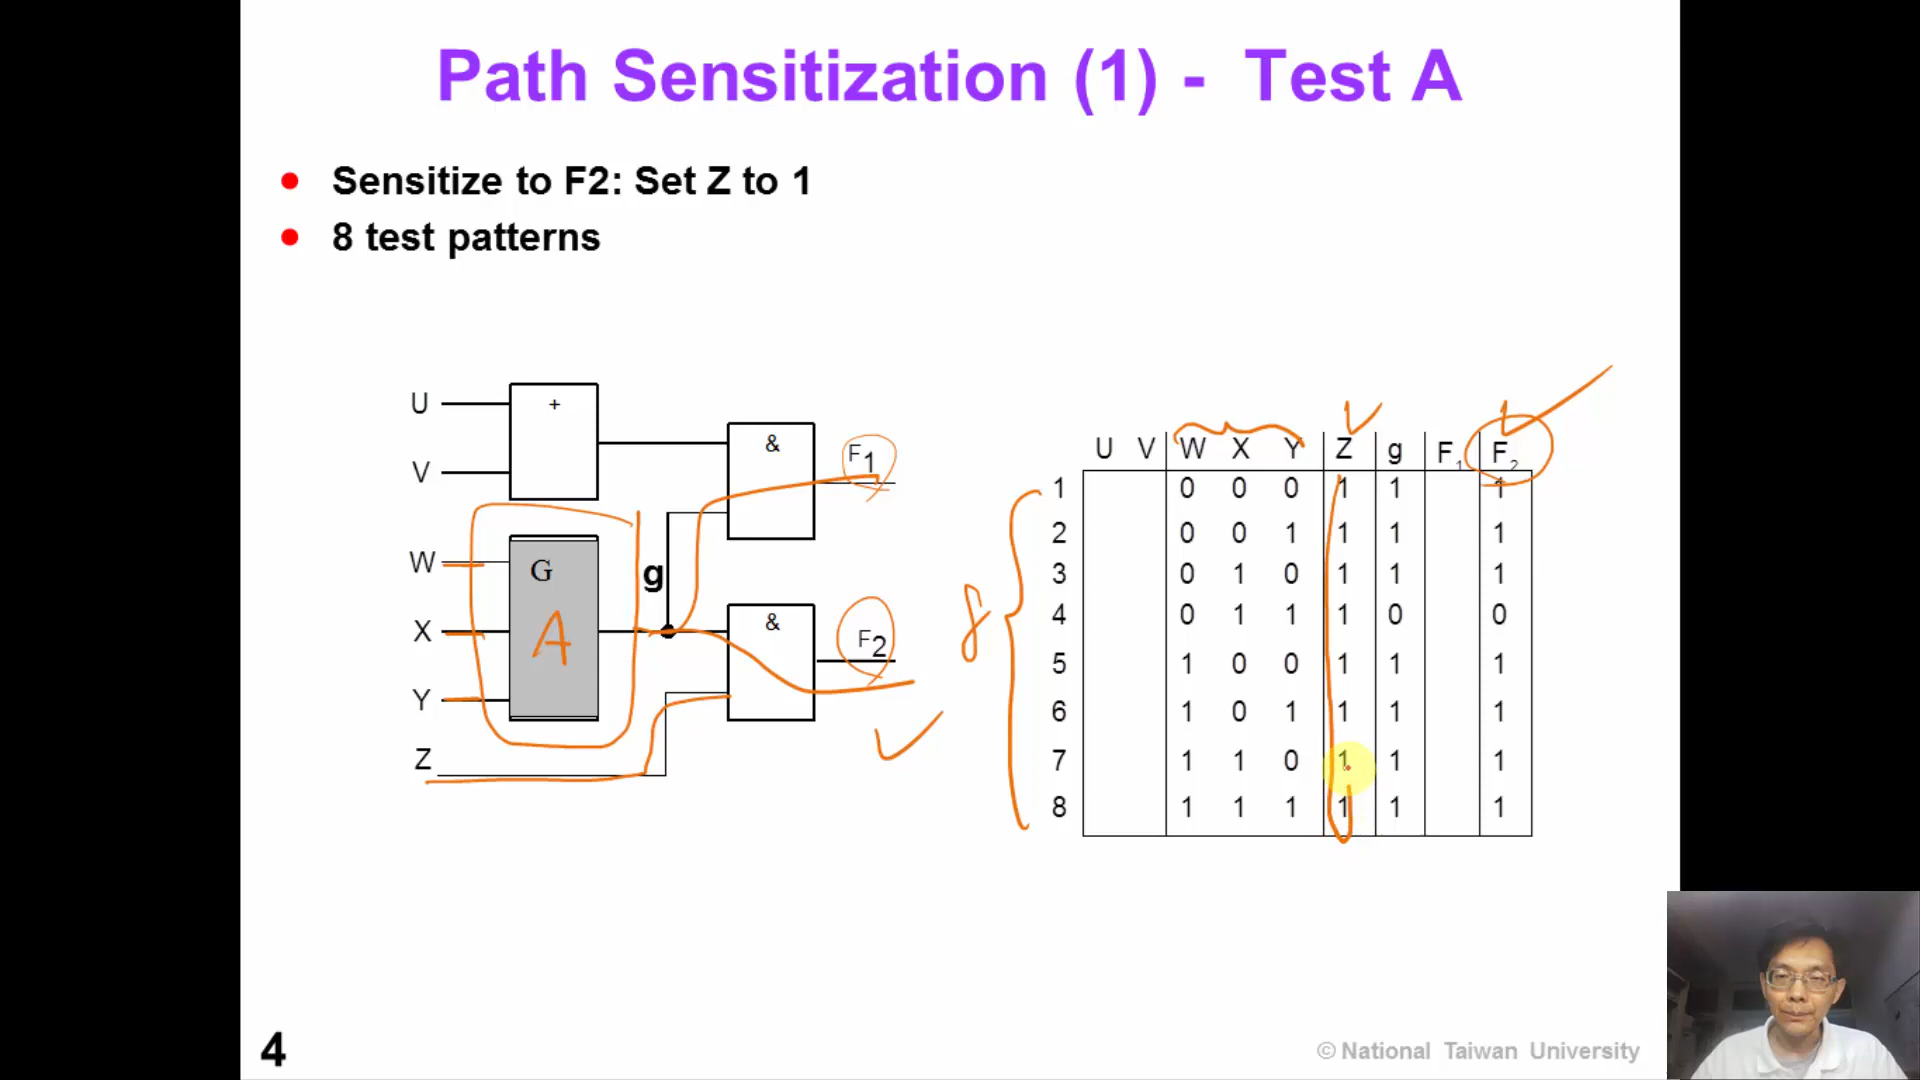 Path Sensitization (1) - Test A
• Sensitize to F2: Set Z to 1
• 8 test patterns
U
V
W
X
Y
Z
+
G
A
g
&
&
F1
F2
8
U V W X Y Z g F1 F2
1 0 0 0 1 1 1
2 0 0 1 1 1 1
3 0 1 0 1 1 1
4 0 1 1 1 0 0
5 1 0 0 1 1 1
6 1 0 1 1 1 1
7 1 1 0 1 1 1
8 1 1 1 1 1 1
4
© National Taiwan University